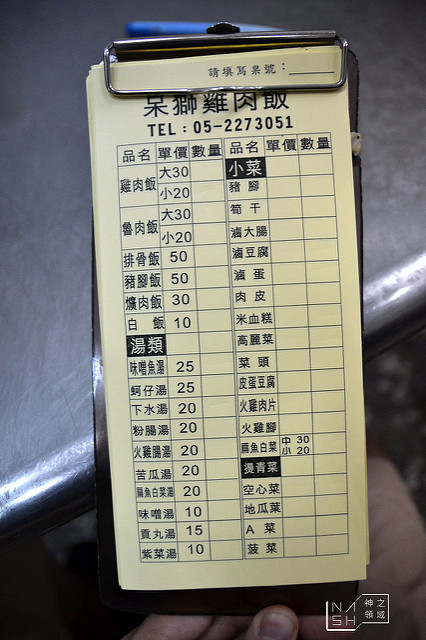 請填寫桌號：
呆獅雞肉飯
TEL：05-2273051
品名 單價 數量 品名 單價 數量
雞肉飯 大30 小菜
小20 豬腳
魯肉飯 大30 筍干
小20 滷大腸
排骨飯 50 滷豆腐
豬腳飯 50 滷蛋
爌肉飯 30 肉皮
白飯 10 米血糕
湯類 高麗菜
味噌魚湯 25 菜頭
蚵仔湯 25 皮蛋豆腐
下水湯 20 火雞肉片
粉腸湯 20 火雞腳
火雞腸湯 20 扁魚白菜 中30 小20
苦瓜湯 20 燙青菜
扁魚白菜湯 20 空心菜
味噌湯 10 地瓜葉
貢丸湯 15 A菜
紫菜湯 10 菠菜
NM
SH
神之
領域